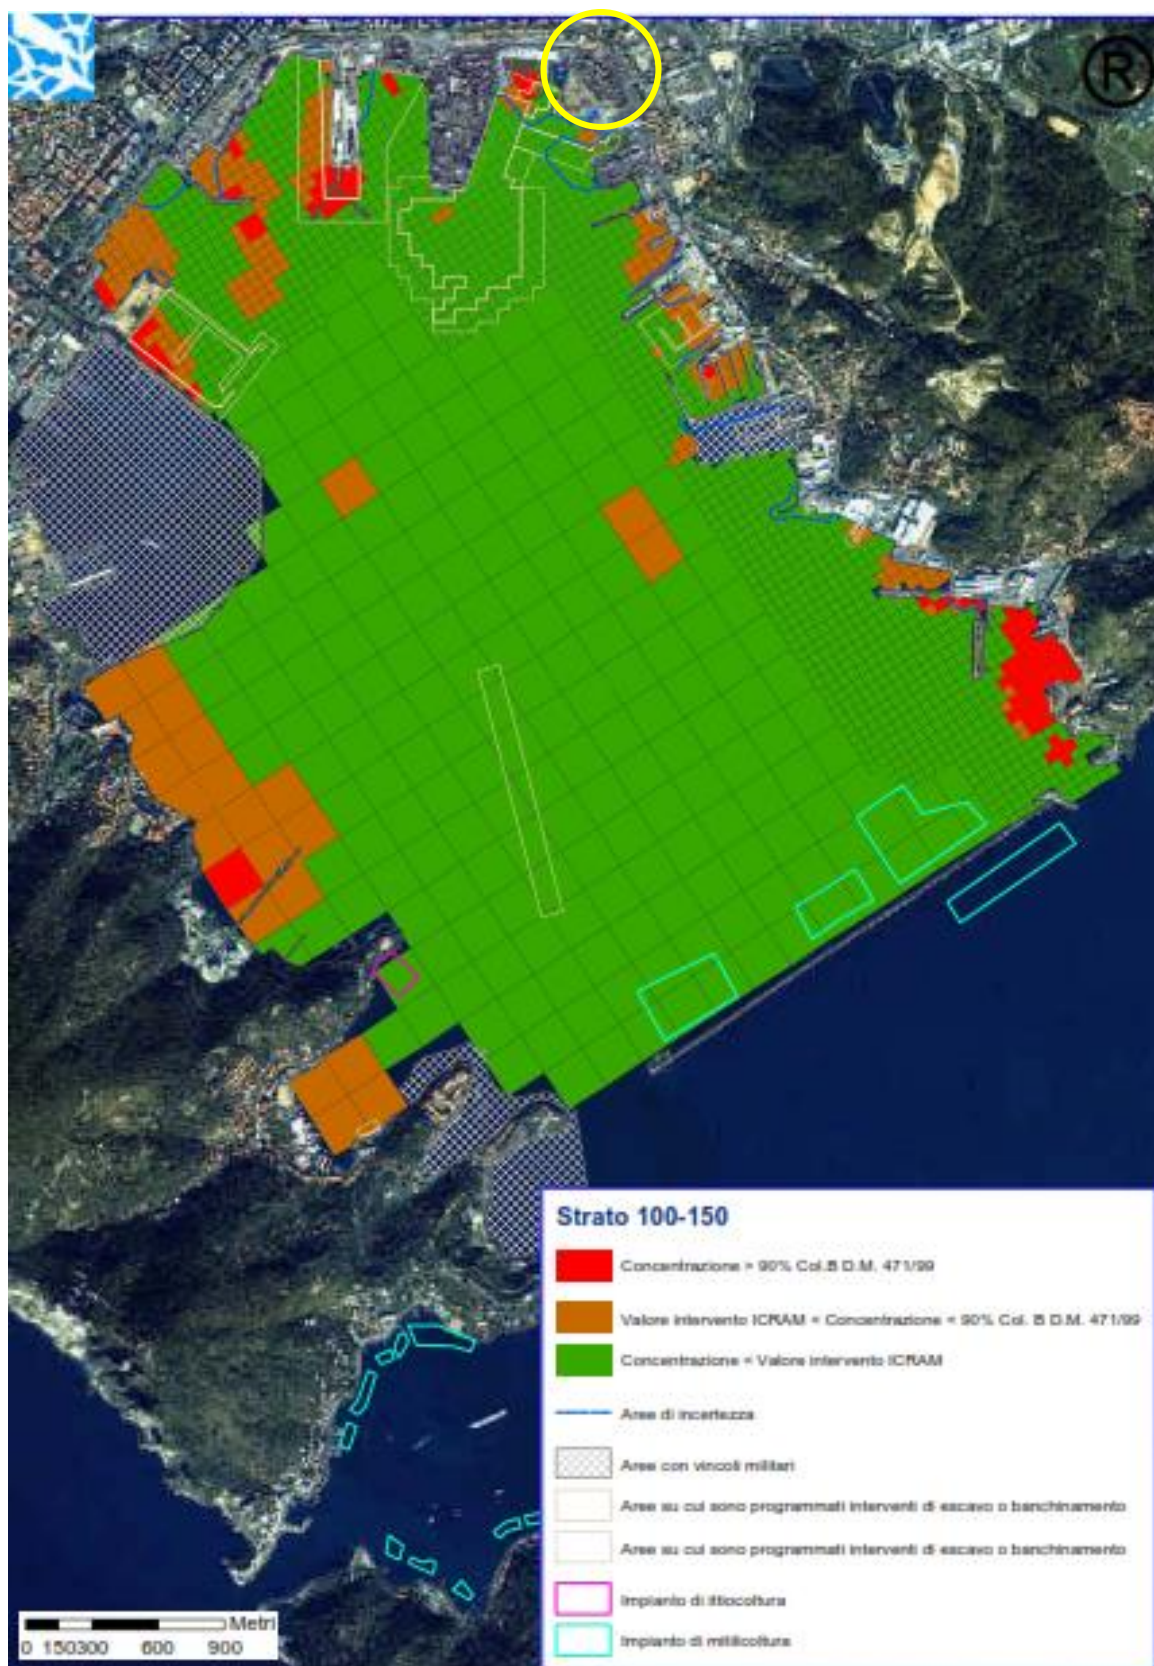 R
Strato 100-150
Concentrazione > 90% Col.B D.M. 471/99
Valore intervento ICRAM < Concentrazione < 90% Col. B D.M. 471/99
Concentrazione < Valore intervento ICRAM
Aree di incertezza
Aree con vincoli militari
Aree su cui sono programmati interventi di escavo o banchinamento
Aree su cui sono programmati interventi di escavo o banchinamento
Impianto di ittiocoltura
Impianto di mitilicoltura
Metri
0 150300 600 900